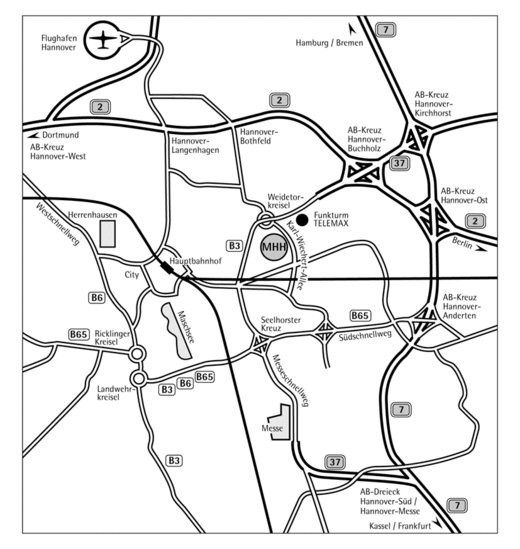 Flughafen
Hannover
7
Hamburg / Bremen
2
2
AB-Kreuz
Hannover-
Kirchhorst
AB-Kreuz
Hannover-
Buchholz
37
Dortmund
AB-Kreuz
Hannover-West
Hannover-
Langenhagen
Hannover-
Bothfeld
AB-Kreuz
Hannover-Ost
2
Berlin
Westschnellweg
Herrenhausen
Weidetor-
kreisel
Funkturm
TELEMAX
Karl-Wiechert-Allee
B3
MHH
Hauptbahnhof
City
B6
Maschsee
AB-Kreuz
Hannover-
Anderten
B65
Ricklinger
Kreisel
Seelhorster
Kreuz
B65
Südschnellweg
Landwehr-
kreisel
B3
B6
B65
Messeschnellweg
7
Messe
B3
37
AB-Dreieck
Hannover-Süd /
Hannover-Messe
7
Kassel / Frankfurt